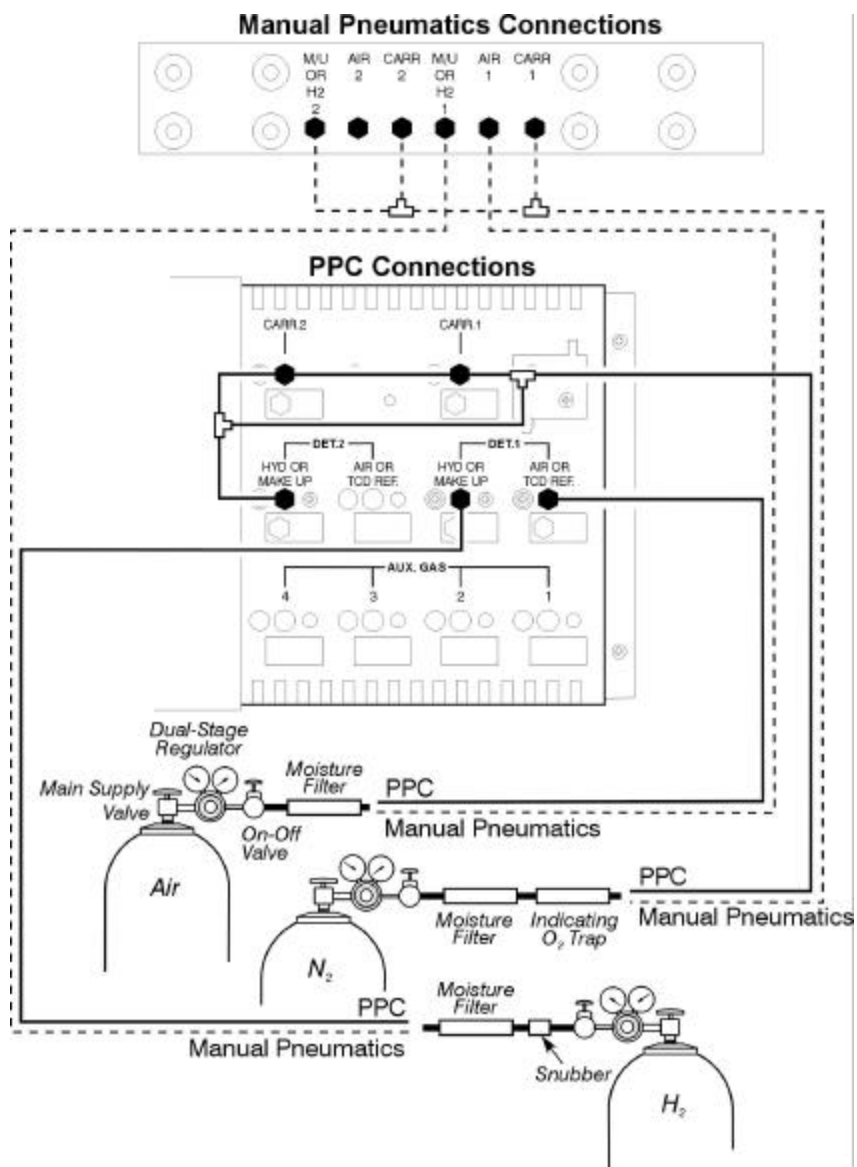 Manual Pneumatics Connections
M/U OR H2 2
AIR 2
CARR 2
M/U OR H2 1
AIR 1
CARR 1
PPC Connections
CARR.2
CARR.1
DET.2
DET.1
HYD OR MAKE UP
AIR OR TCD REF.
HYD OR MAKE UP
AIR OR TCD REF.
AUX. GAS
4 3 2 1
Dual-Stage
Regulator
Main Supply
Valve
Moisture
Filter
On-Off
Valve
PPC
Manual Pneumatics
Air
PPC
Manual Pneumatics
Moisture
Filter
Indicating
O₂ Trap
N₂
PPC
Manual Pneumatics
Moisture
Filter
Snubber
H₂